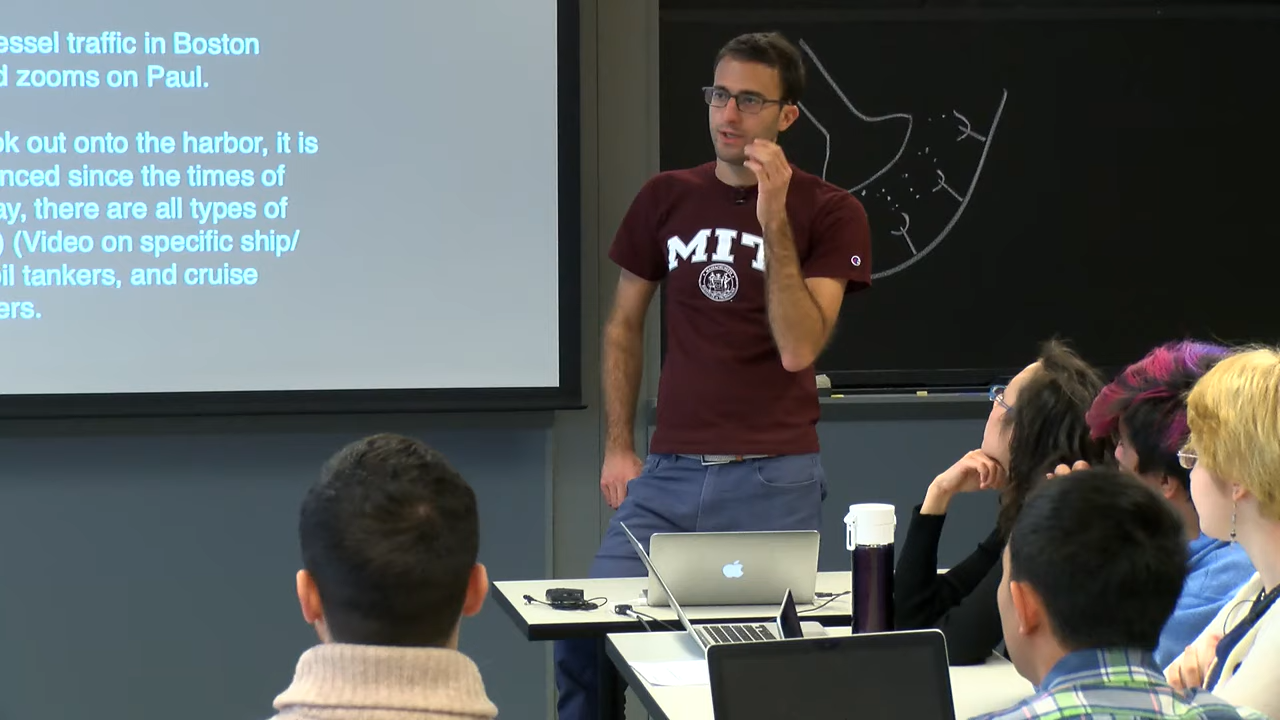 essel traffic in Boston
d zooms on Paul.
ok out onto the harbor, it is
nced since the times of
ay, there are all types of
) (Video on specific ship/
oil tankers, and cruise
ers.
MIT